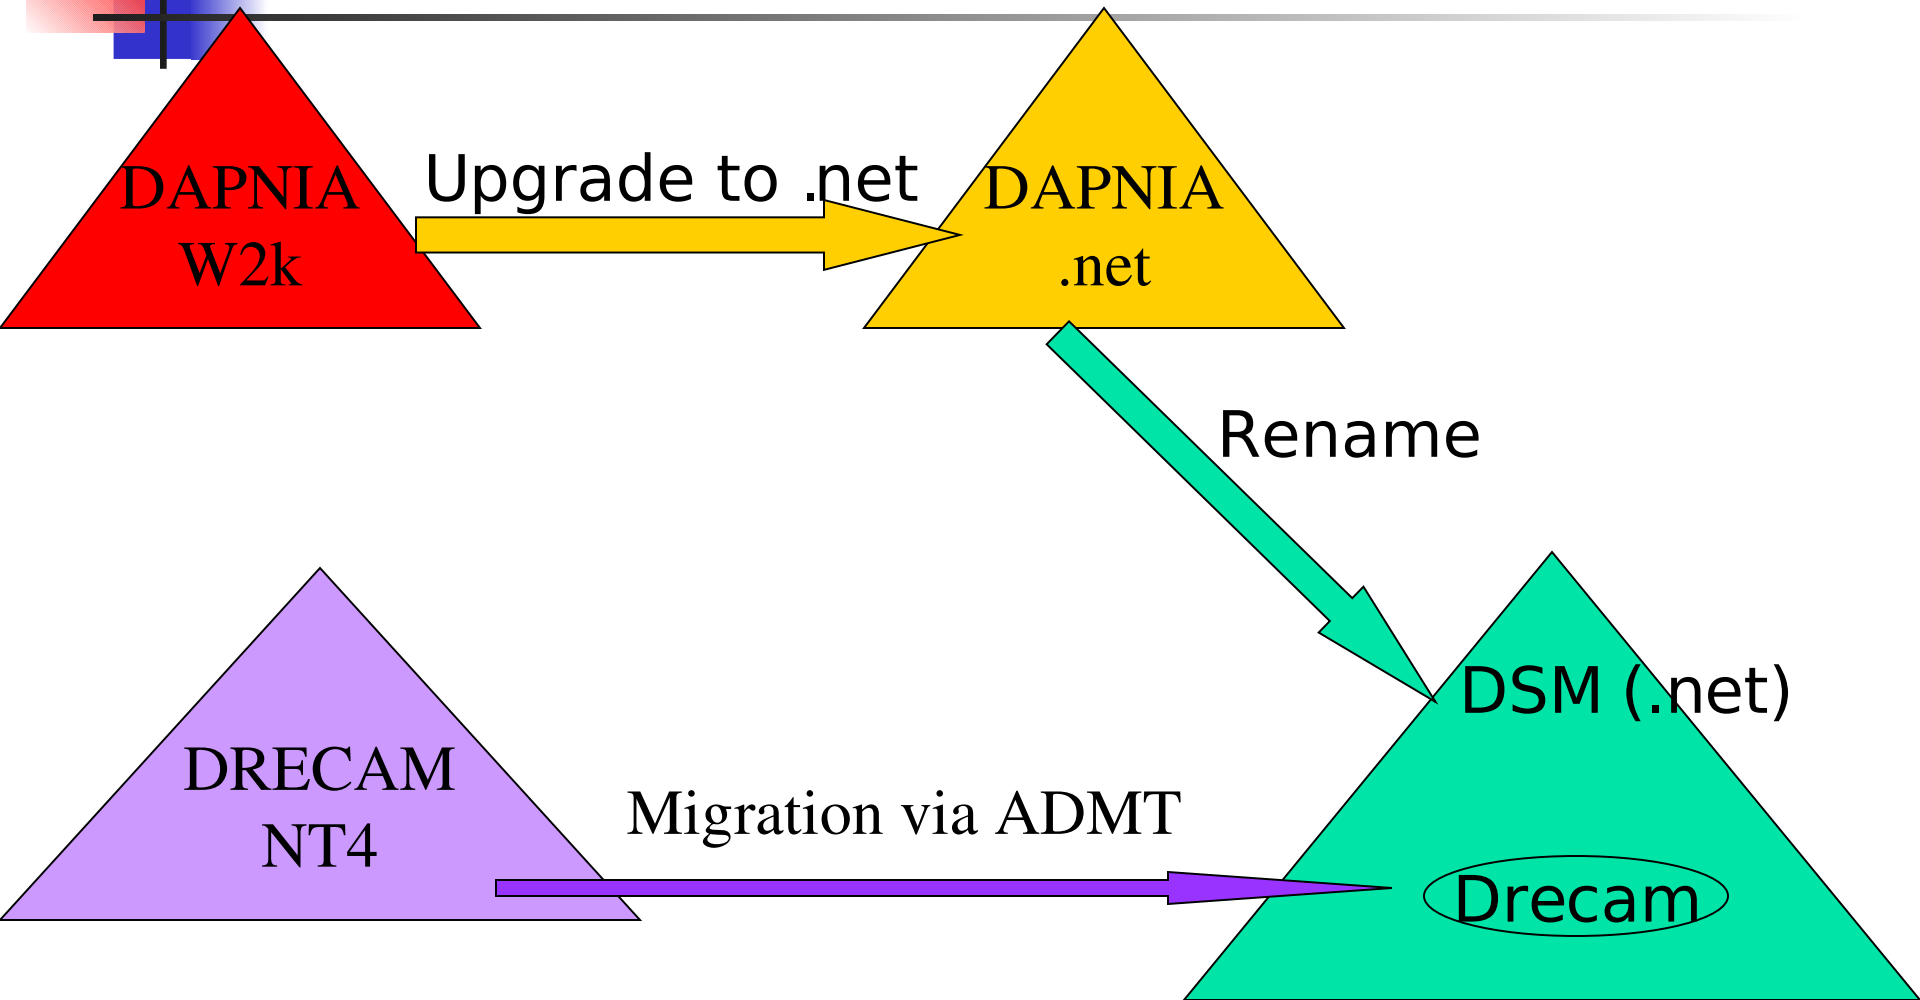 DAPNIA
W2k
Upgrade to .net
DAPNIA
.net
Rename
DSM (.net)
DRECAM
NT4
Migration via ADMT
Drecam